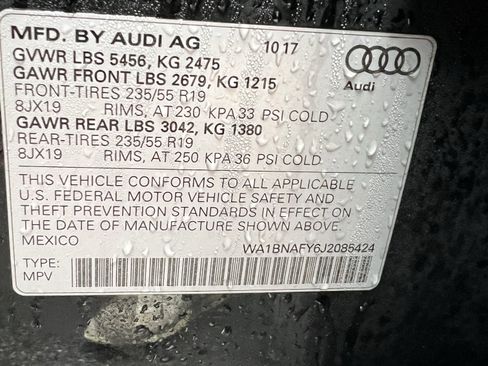 MFD. BY AUDI AG 10 17
GVWR LBS 5456, KG 2475
GAWR FRONT LBS 2679, KG 1215
FRONT-TIRES 235/55 R19
8JX19 RIMS, AT 230 KPA 33 PSI COLD
GAWR REAR LBS 3042, KG 1380
REAR-TIRES 235/55 R19
8JX19 RIMS, AT 250 KPA 36 PSI COLD
Audi
THIS VEHICLE CONFORMS TO ALL APPLICABLE
U.S. FEDERAL MOTOR VEHICLE SAFETY AND
THEFT PREVENTION STANDARDS IN EFFECT ON
THE DATE OF MANUFACTURE SHOWN ABOVE.
MEXICO WA1BNAFY6J2085424
TYPE:
MPV